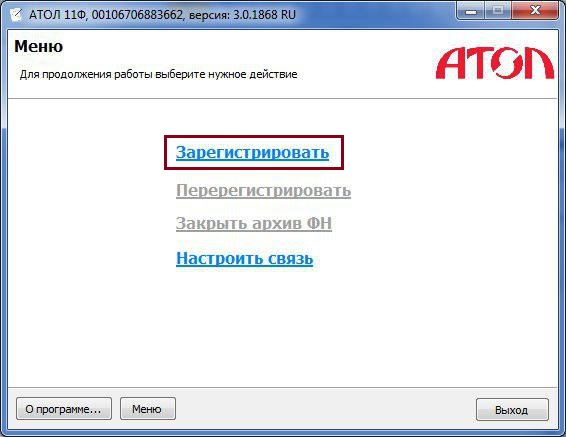 АТОЛ 11Ф, 00106706883662, версия: 3.0.1868 RU
Меню
Для продолжения работы выберите нужное действие
АТОЛ
Зарегистрировать
Перерегистрировать
Закрыть архив ФН
Настроить связь
О программе...
Меню
Выход